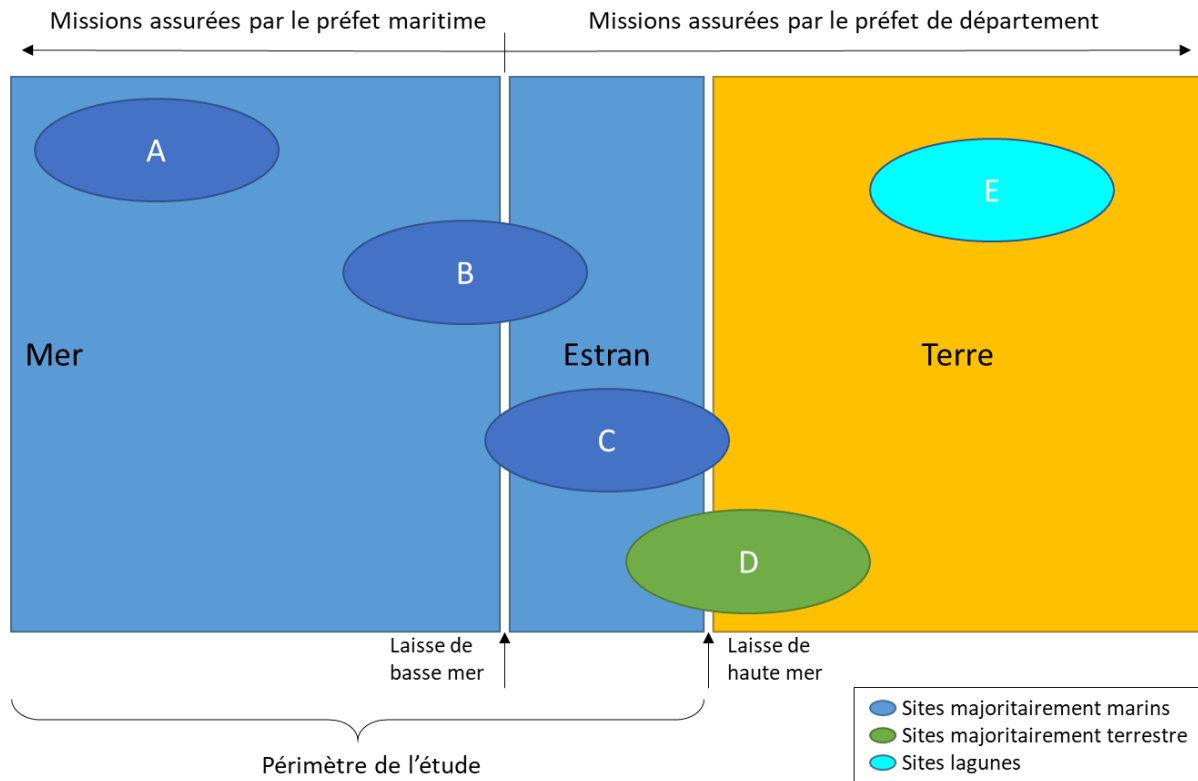 Missions assurées par le préfet maritime
Missions assurées par le préfet de département
A
E
B
Mer
Estran
Terre
C
D
Laisse de
basse mer
Laisse de
haute mer
Périmètre de l'étude
Sites majoritairement marins
Sites majoritairement terrestre
Sites lagunes